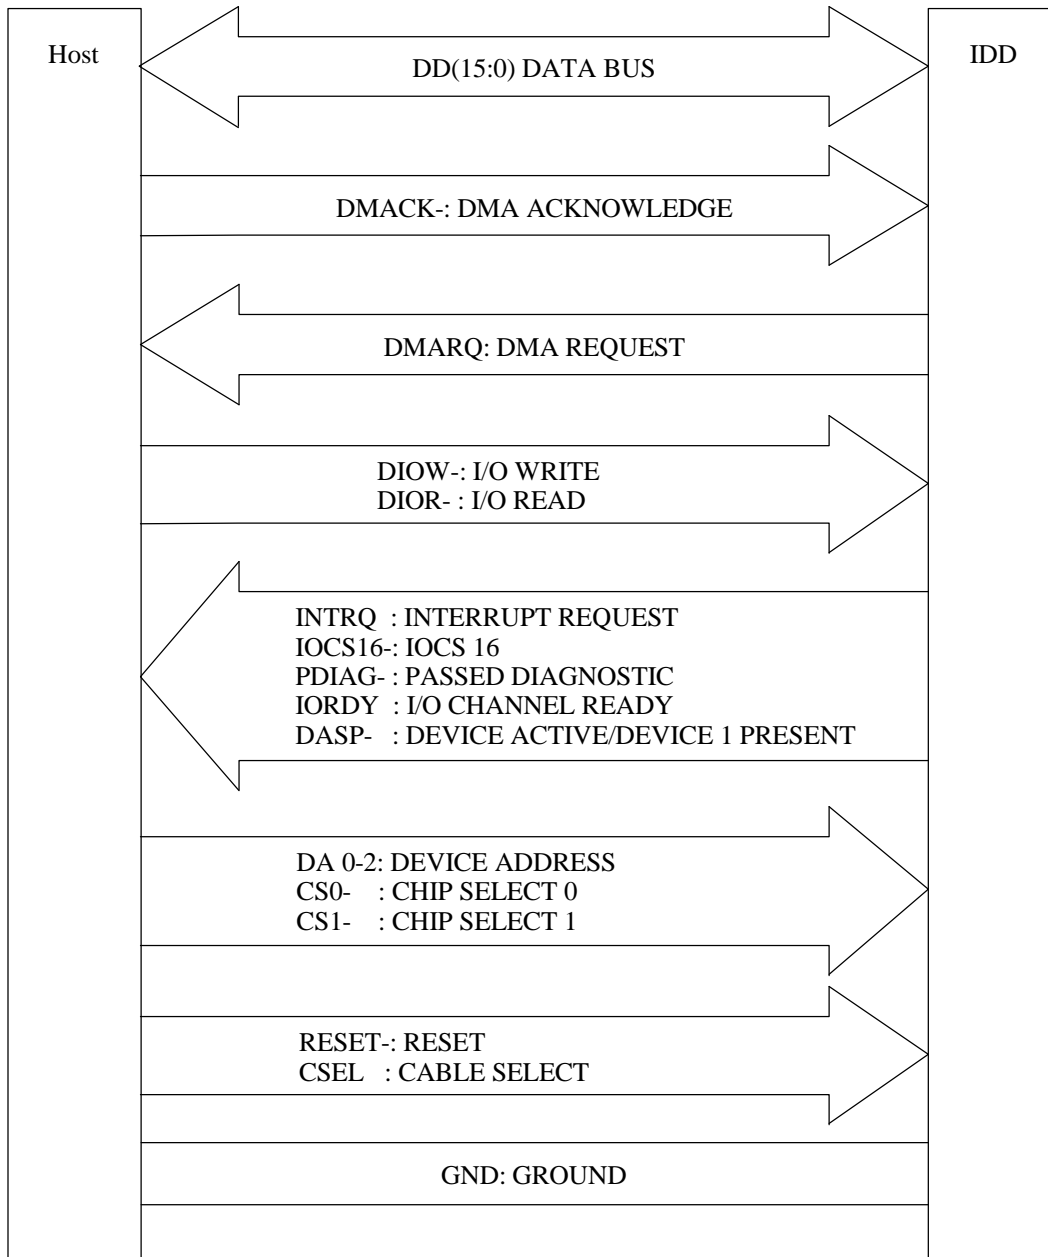 Host
IDD
DD(15:0) DATA BUS
DMACK-: DMA ACKNOWLEDGE
DMARQ: DMA REQUEST
DIOW-: I/O WRITE
DIOR- : I/O READ
INTRQ : INTERRUPT REQUEST
IOCS16-: IOCS 16
PDIAG- : PASSED DIAGNOSTIC
IORDY : I/O CHANNEL READY
DASP- : DEVICE ACTIVE/DEVICE 1 PRESENT
DA 0-2: DEVICE ADDRESS
CS0- : CHIP SELECT 0
CS1- : CHIP SELECT 1
RESET-: RESET
CSEL : CABLE SELECT
GND: GROUND